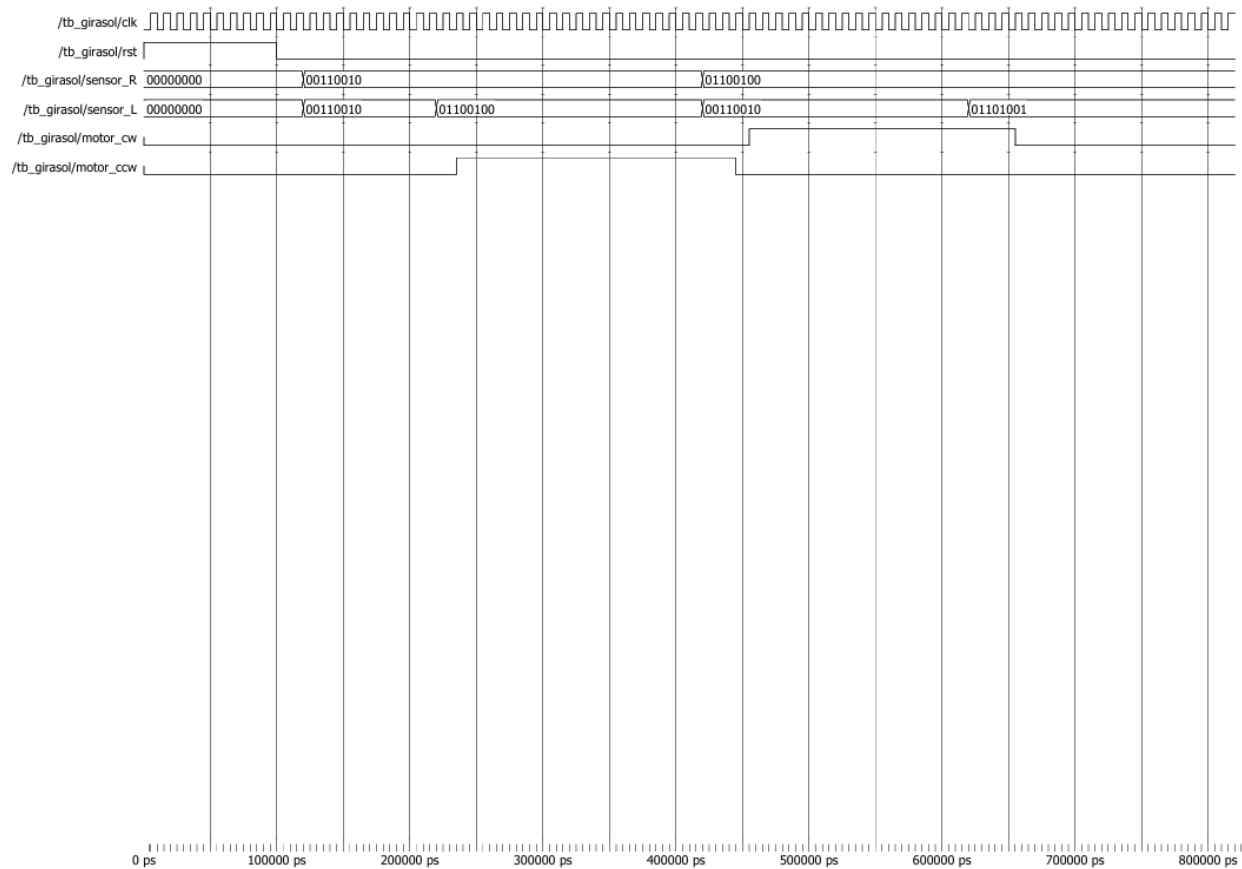 /tb_girasol/clk
/tb_girasol/rst
/tb_girasol/sensor_R 00000000 00110010 01100100
/tb_girasol/sensor_L 00000000 00110010 01100100 00110010 01101001
/tb_girasol/motor_cw
/tb_girasol/motor_ccw
0 ps 100000 ps 200000 ps 300000 ps 400000 ps 500000 ps 600000 ps 700000 ps 800000 ps